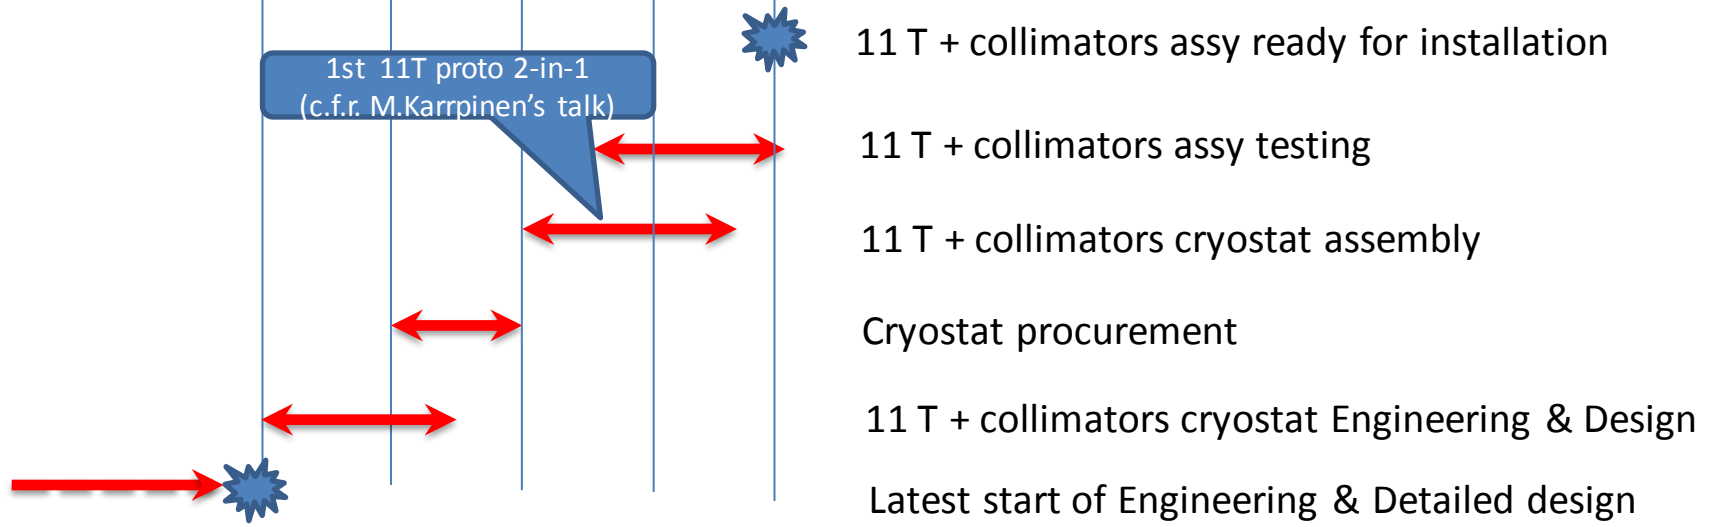 11 T + collimators assy ready for installation
1st 11T proto 2-in-1
(c.f.r. M.Karrpinen’s talk)
11 T + collimators assy testing
11 T + collimators cryostat assembly
Cryostat procurement
11 T + collimators cryostat Engineering & Design
Latest start of Engineering & Detailed design